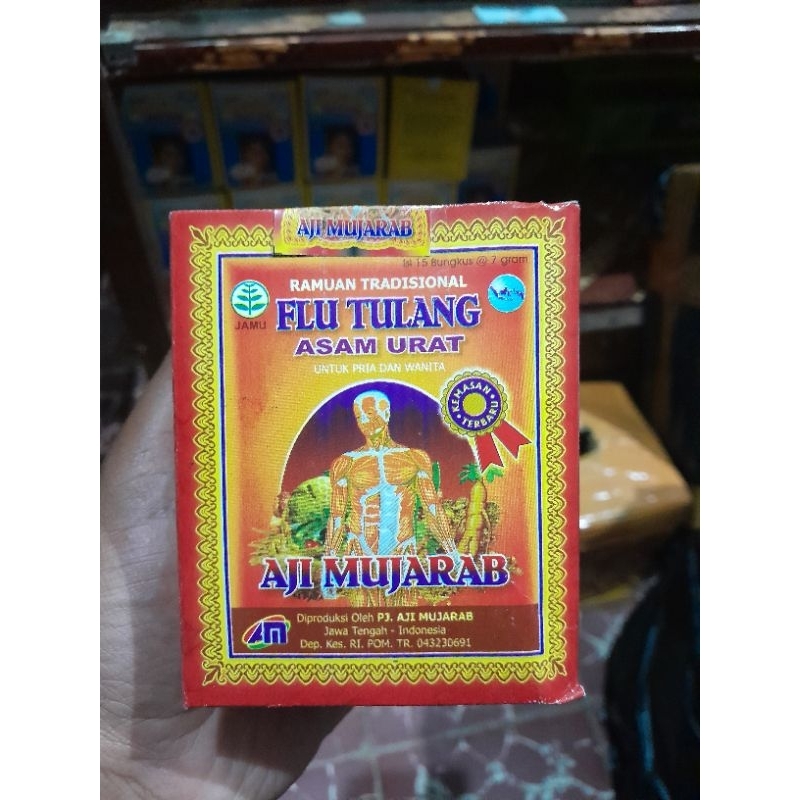 AJI MUJARAB
Isi 15 Bungkus @ 7 gram
RAMUAN TRADISIONAL
JAMU
FLU TULANG
ASAM URAT
UNTUK PRIA DAN WANITA
KEMASAN
TERBARU
AJI MUJARAB
AM
Diproduksi Oleh PJ. AJI MUJARAB
Jawa Tengah - Indonesia
Dep. Kes. RI. POM. TR. 043230691